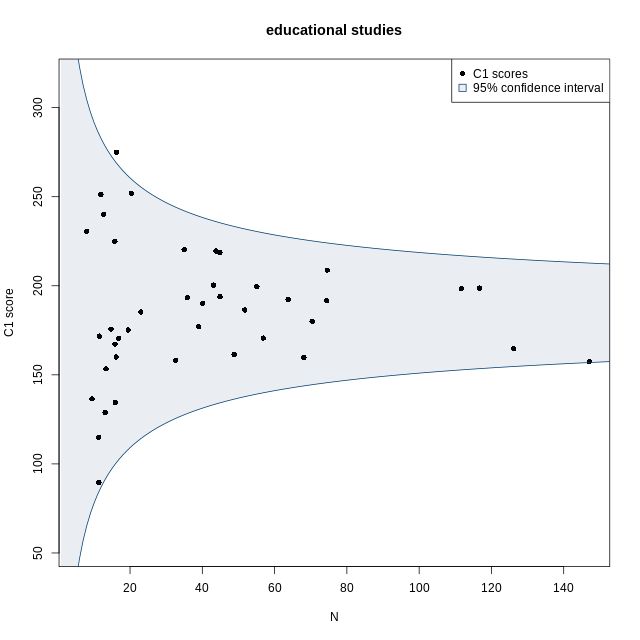 educational studies
C1 scores
95% confidence interval
300
250
200
150
100
50
C1 score
20 40 60 80 100 120 140
N